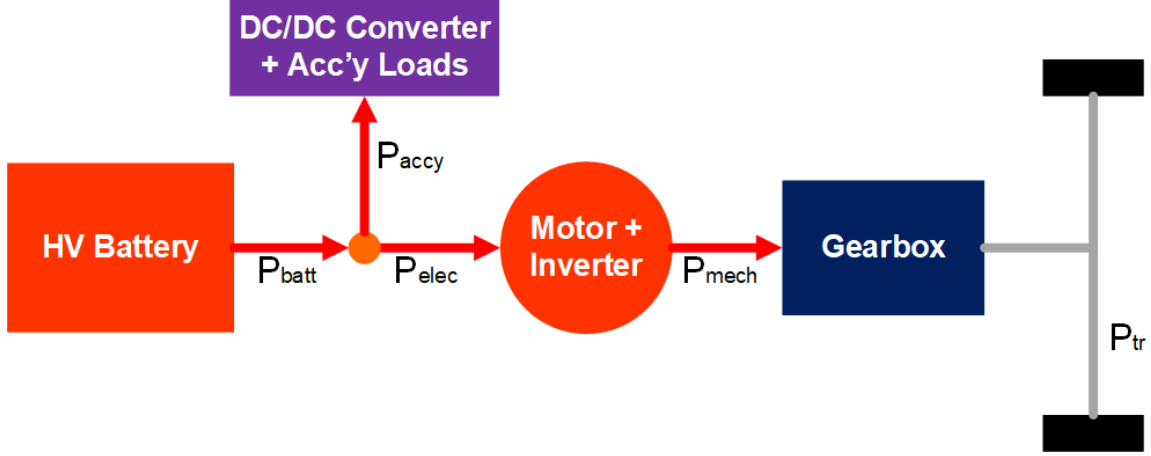 DC/DC Converter
+ Acc'y Loads
Paccy
HV Battery
Pbatt
Pelec
Motor +
Inverter
Pmech
Gearbox
Ptr